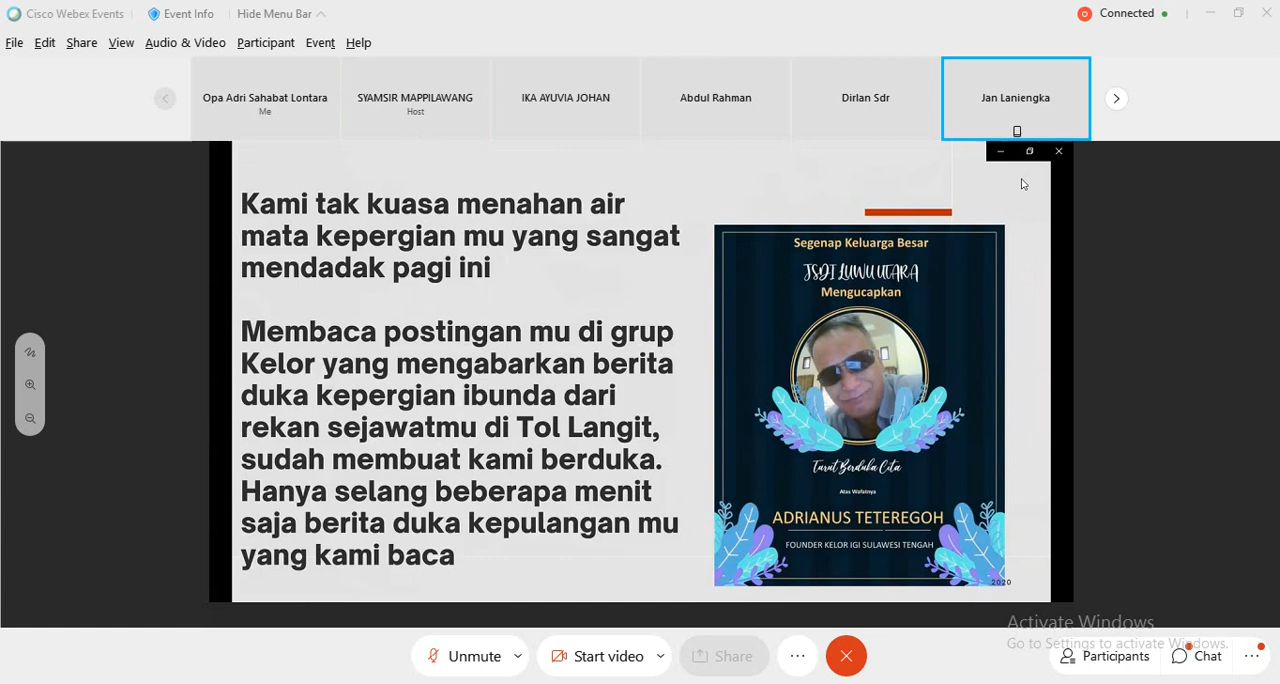 Cisco Webex Events
Event Info
Hide Menu Bar
Connected
File Edit Share View Audio & Video Participant Event Help
Opa Adri Sahabat Lontara
Me
SYAMSIR MAPPILAWANG
Host
IKA AYUVIA JOHAN
Abdul Rahman
Dirlan Sdr
Jan Laniengka
Kami tak kuasa menahan air
mata kepergian mu yang sangat
mendadak pagi ini
Membaca postingan mu di grup
Kelor yang mengabarkan berita
duka kepergian ibunda dari
rekan sejawatmu di Tol Langit,
sudah membuat kami berduka.
Hanya selang beberapa menit
saja berita duka kepulangan mu
yang kami baca
Segenap Keluarga Besar
JSDI LUWU UTARA
Mengucapkan
Turut Berduka Cita
Atas Wafatnya
ADRIANUS TETEREGOH
FOUNDER KELOR IGI SULAWESI TENGAH
2020
Activate Windows
Go to Settings to activate Windows.
Unmute
Start video
Share
Participants
Chat